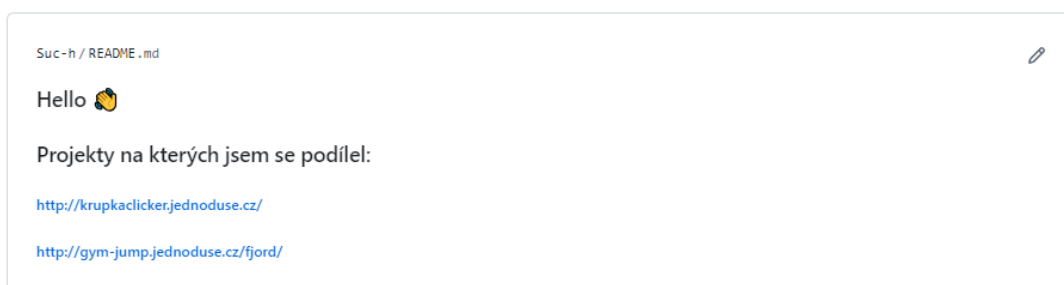 Suc-h / README.md
Hello 👋
Projekty na kterých jsem se podílel:
http://krupkaclicker.jednoduse.cz/
http://gym-jump.jednoduse.cz/fjord/